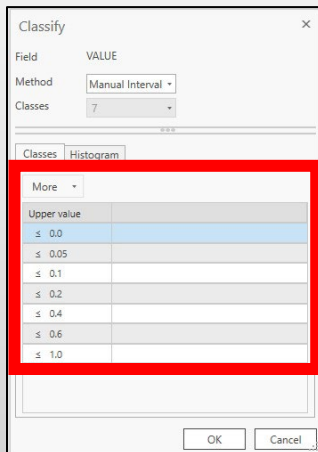 Classify ×
Field VALUE
Method Manual Interval
Classes 7
Classes Histogram
More
Upper value
≤ 0.0
≤ 0.05
≤ 0.1
≤ 0.2
≤ 0.4
≤ 0.6
≤ 1.0
OK Cancel